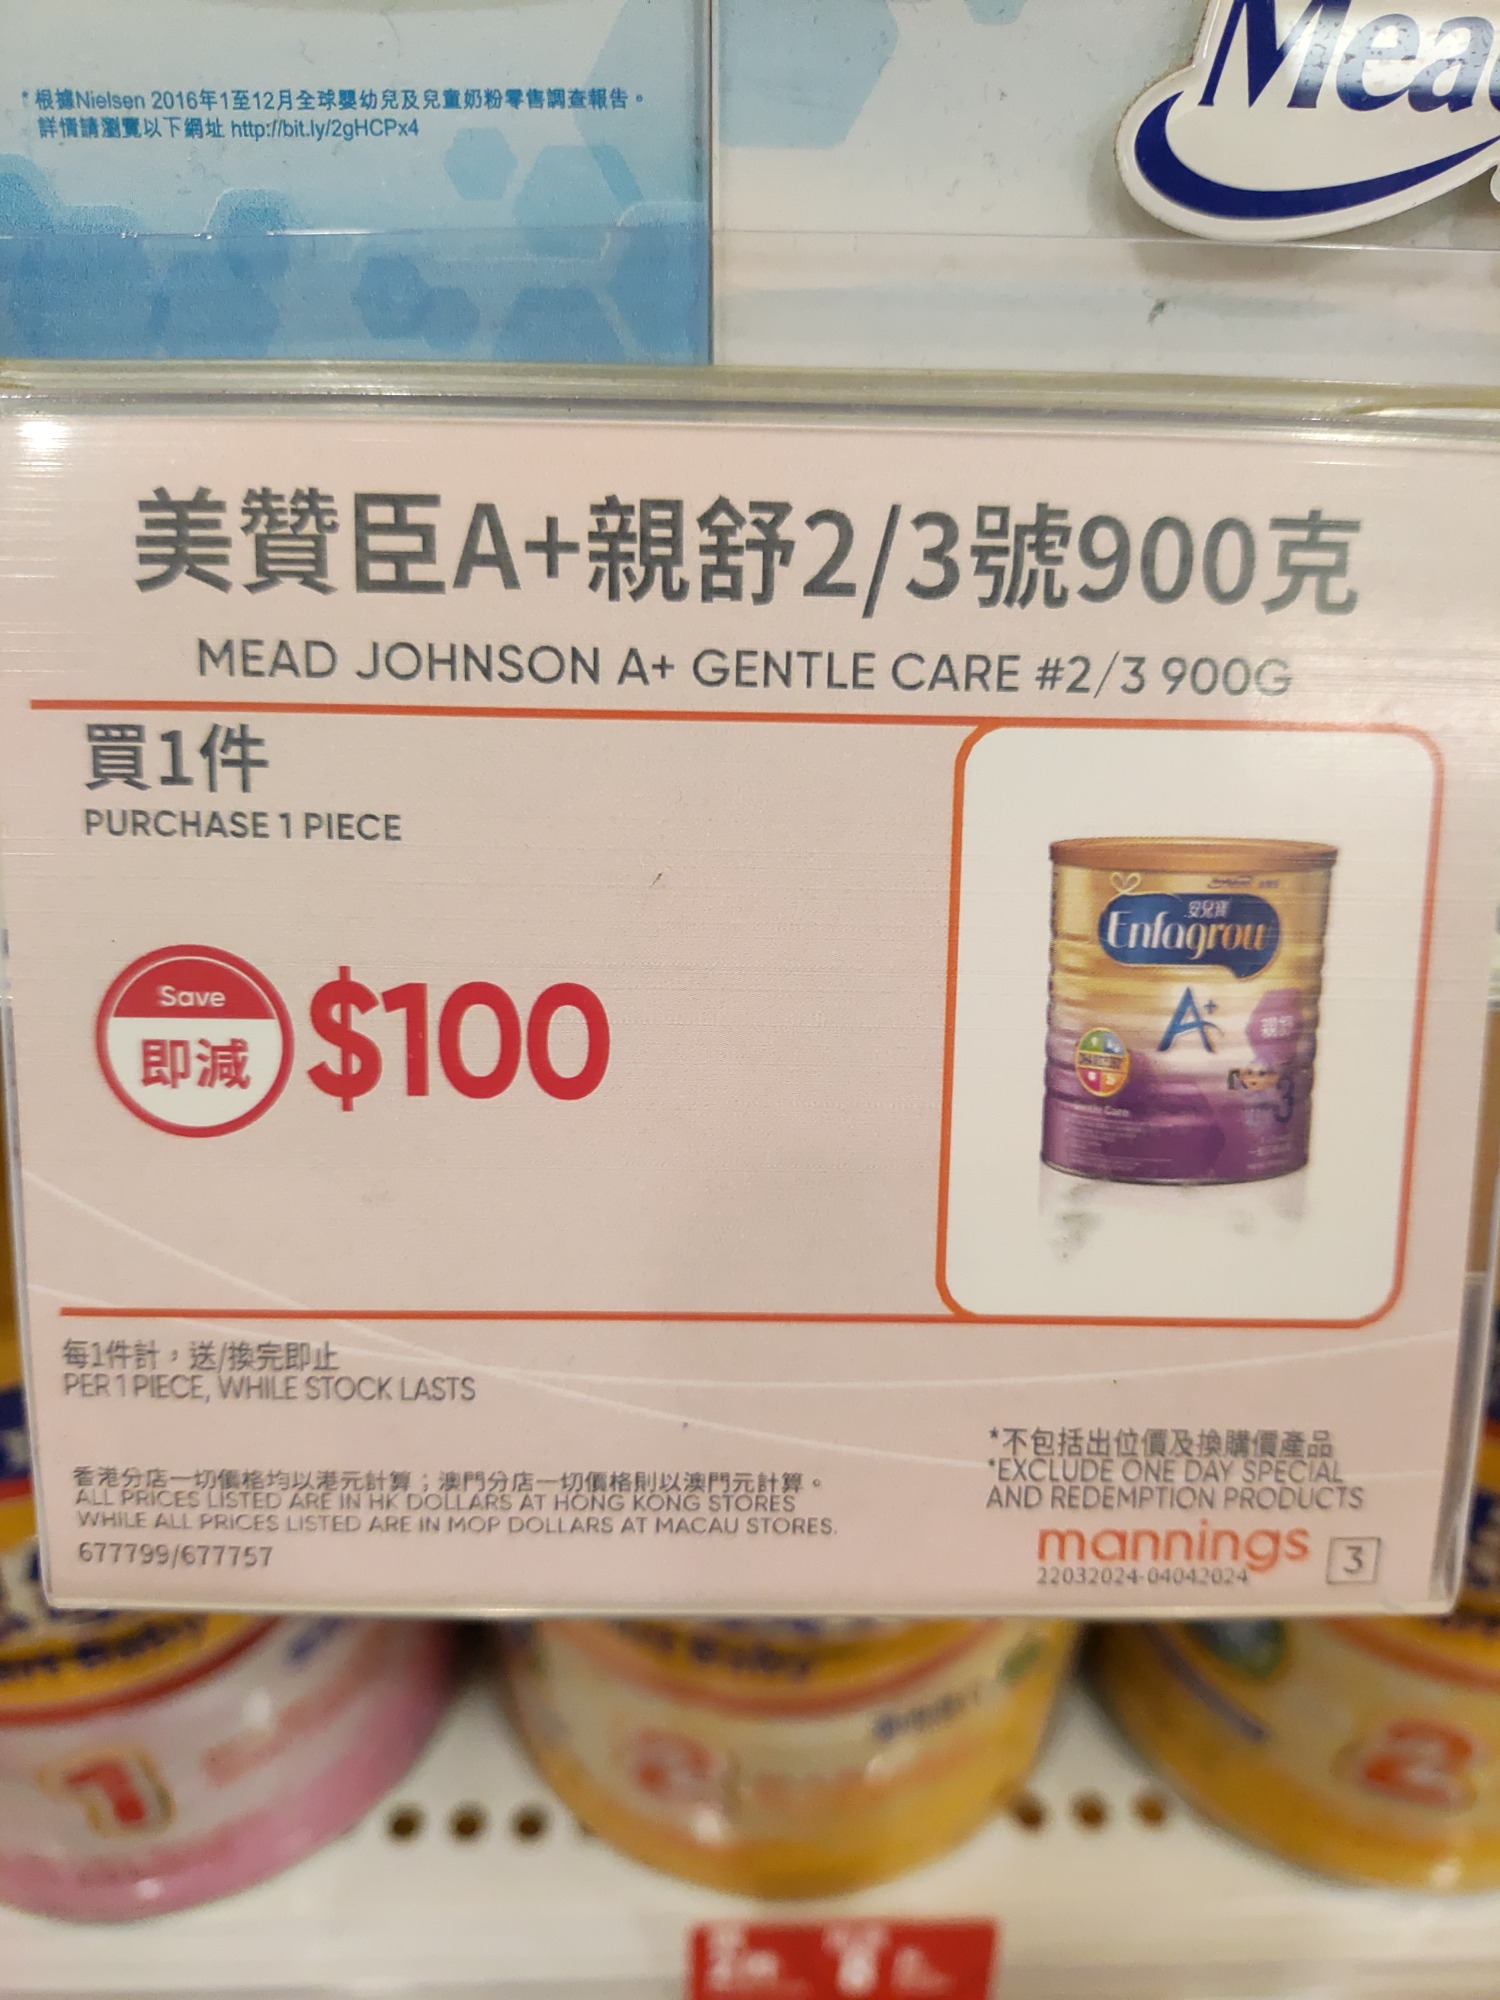 *根據Nielsen 2016年1至12月全球嬰幼兒及兒童奶粉零售調查報告。
詳情請瀏覽以下網址 http://bit.ly/2gHCPx4
Mea
美贊臣A+親舒2/3號900克
MEAD JOHNSON A+ GENTLE CARE #2/3 900G
買1件
PURCHASE 1 PIECE
Save
即減
$100
安兒寶
Enfagrow
A+
親舒
3
每1件計，送/換完即止
PER 1 PIECE, WHILE STOCK LASTS
香港分店一切價格均以港元計算；澳門分店一切價格則以澳門元計算。
ALL PRICES LISTED ARE IN HK DOLLARS AT HONG KONG STORES
WHILE ALL PRICES LISTED ARE IN MOP DOLLARS AT MACAU STORES.
677799/677757
*不包括出位價及換購價產品
*EXCLUDE ONE DAY SPECIAL
AND REDEMPTION PRODUCTS
mannings
22032024-04042024
3
1
2
2